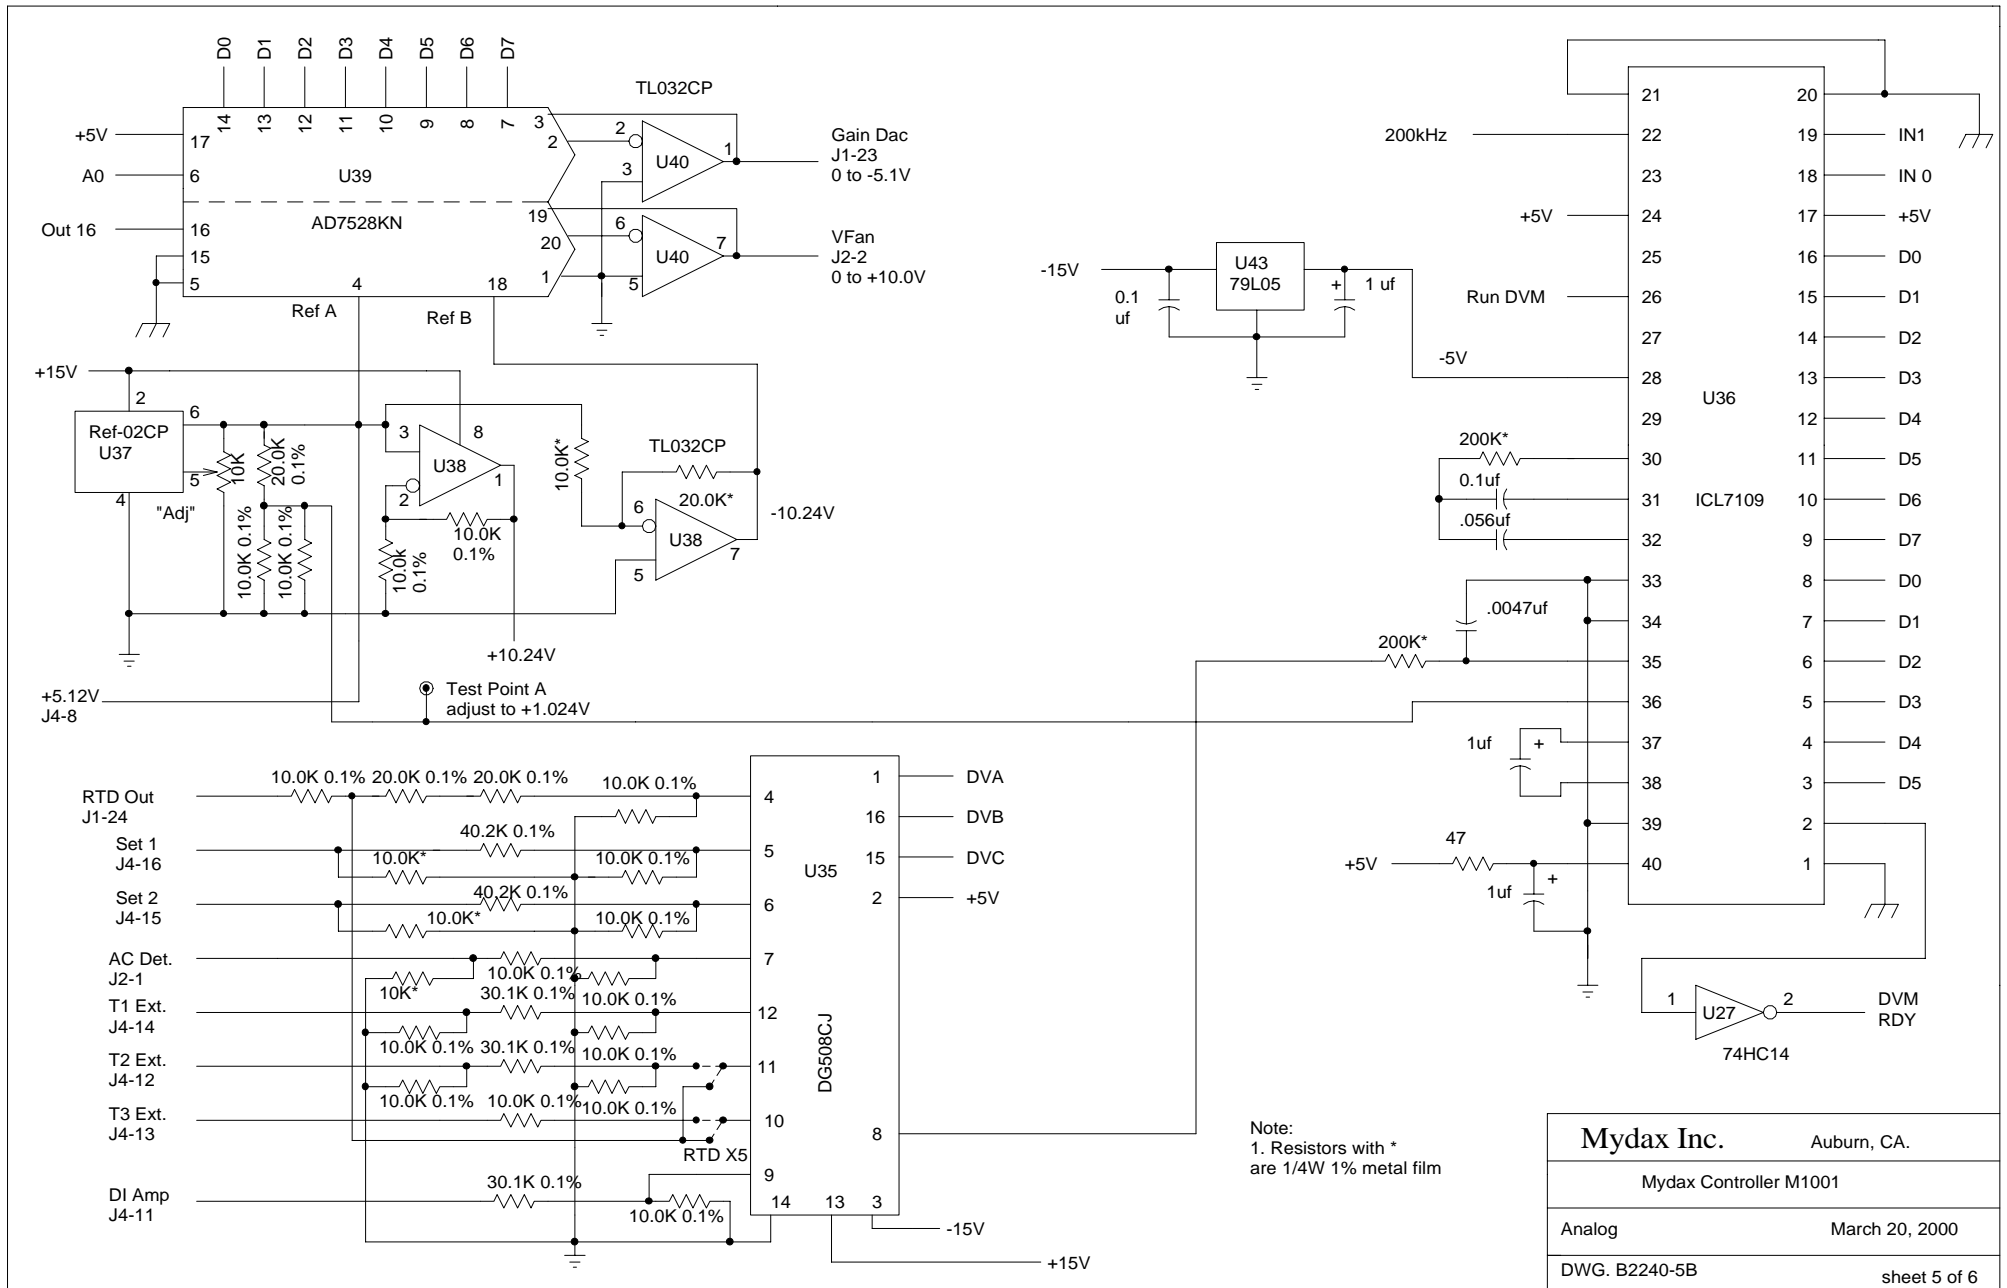 D0 D1 D2 D3 D4 D5 D6 D7
14 13 12 11 10 9 8 7
TL032CP
+5V 17
A0 6
Out 16 16
15
5
U39
AD7528KN
3
2
19
20
1
4
18
2
3
U40
1
6
5
U40
7
Gain Dac
J1-23
0 to -5.1V
VFan
J2-2
0 to +10.0V
Ref A
Ref B
+15V
2
6
Ref-02CP
U37
5
4
"Adj"
10K
20.0K
0.1%
10.0K 0.1%
10.0K 0.1%
3
8
U38
2
1
10.0K
0.1%
10.0k
0.1%
10.0K*
TL032CP
20.0K*
6
U38
5
7
-10.24V
+10.24V
+5.12V
J4-8
Test Point A
adjust to +1.024V
-15V
0.1
uf
U43
79L05
+
1 uf
-5V
200kHz
+5V
Run DVM
21
22
23
24
25
26
27
28
29
30
31
32
33
34
35
36
37
38
39
40
U36
ICL7109
20
19 IN1
18 IN 0
17 +5V
16 D0
15 D1
14 D2
13 D3
12 D4
11 D5
10 D6
9 D7
8 D0
7 D1
6 D2
5 D3
4 D4
3 D5
2
1
200K*
0.1uf
.056uf
.0047uf
200K*
1uf
+
47
+5V
1uf
+
1
U27
2
74HC14
DVM
RDY
RTD Out
J1-24
10.0K 0.1% 20.0K 0.1% 20.0K 0.1%
10.0K 0.1%
4
Set 1
J4-16
40.2K 0.1%
10.0K*
10.0K 0.1%
5
Set 2
J4-15
40.2K 0.1%
10.0K*
10.0K 0.1%
6
AC Det.
J2-1
10.0K 0.1%
10K*
7
T1 Ext.
J4-14
30.1K 0.1%
10.0K 0.1%
12
10.0K 0.1%
T2 Ext.
J4-12
30.1K 0.1%
10.0K 0.1%
11
10.0K 0.1%
T3 Ext.
J4-13
10.0K 0.1%
10.0K 0.1%
10
RTD X5
DI Amp
J4-11
30.1K 0.1%
10.0K 0.1%
9
14
13
3
U35
DG508CJ
1 DVA
16 DVB
15 DVC
2 +5V
8
-15V
+15V
Note:
1. Resistors with *
are 1/4W 1% metal film
Mydax Inc. Auburn, CA.
Mydax Controller M1001
Analog March 20, 2000
DWG. B2240-5B sheet 5 of 6